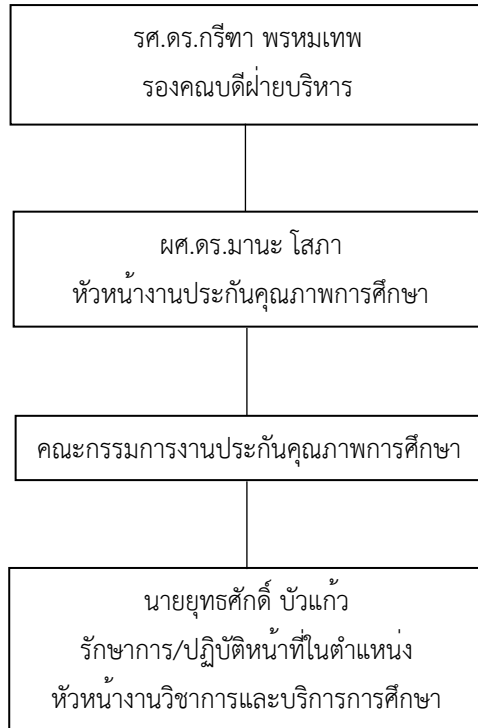 รศ.ดร.กรีฑา พรหมเทพ
รองคณบดีฝ่ายบริหาร
ผศ.ดร.มานะ โสภา
หัวหน้างานประกันคุณภาพการศึกษา
คณะกรรมการงานประกันคุณภาพการศึกษา
นายยุทธศักดิ์ บัวแก้ว
รักษาการ/ปฏิบัติหน้าที่ในตำแหน่ง
หัวหน้างานวิชาการและบริการการศึกษา